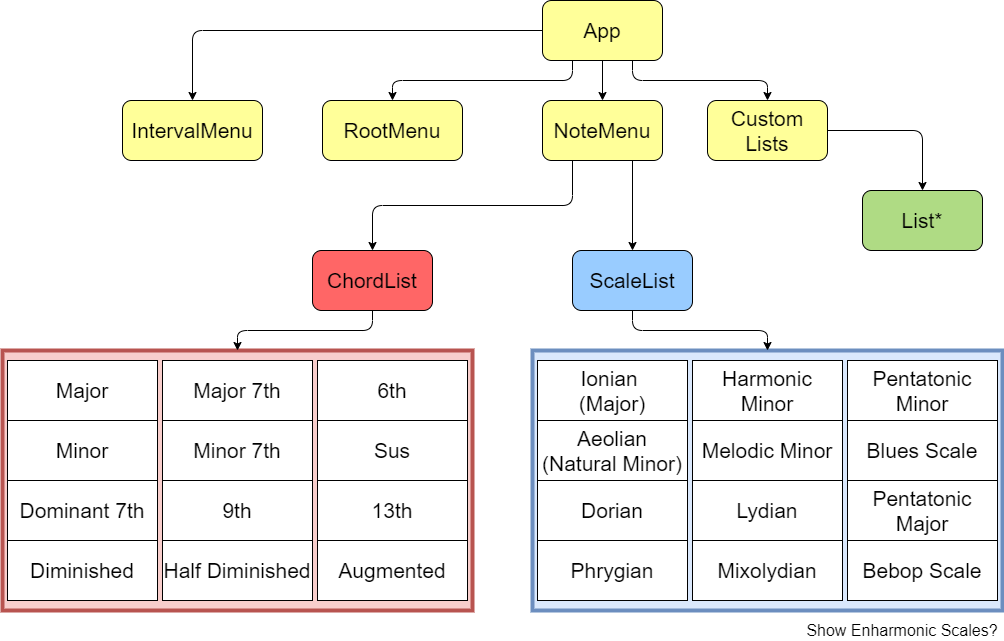 App
IntervalMenu
RootMenu
NoteMenu
Custom
Lists
List*
ChordList
ScaleList
Major
Major 7th
6th
Minor
Minor 7th
Sus
Dominant 7th
9th
13th
Diminished
Half Diminished
Augmented
Ionian
(Major)
Harmonic
Minor
Pentatonic
Minor
Aeolian
(Natural Minor)
Melodic Minor
Blues Scale
Dorian
Lydian
Pentatonic
Major
Phrygian
Mixolydian
Bebop Scale
Show Enharmonic Scales?